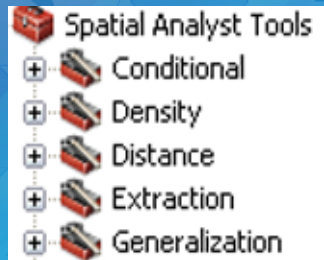 Spatial Analyst Tools
Conditional
Density
Distance
Extraction
Generalization